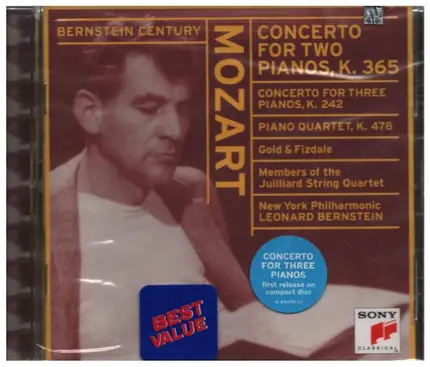 BERNSTEIN CENTURY
MOZART
CONCERTO
FOR TWO
PIANOS, K. 365
CONCERTO FOR THREE
PIANOS, K. 242
PIANO QUARTET, K. 478
Gold & Fizdale
Members of the
Juilliard String Quartet
New York Philharmonic
LEONARD BERNSTEIN
CONCERTO
FOR THREE
PIANOS
first release on
compact disc
BEST
VALUE
SONY
CLASSICAL